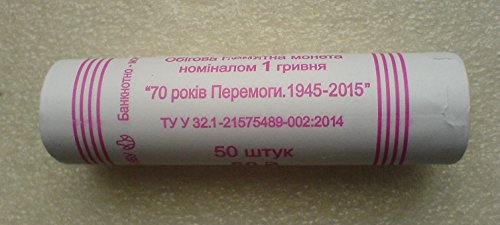 Банкнотно-
Обігова пам'ятна монета
номіналом 1 гривня
"70 років Перемоги.1945-2015"
ТУ У 32.1-21575489-002:2014
50 штук